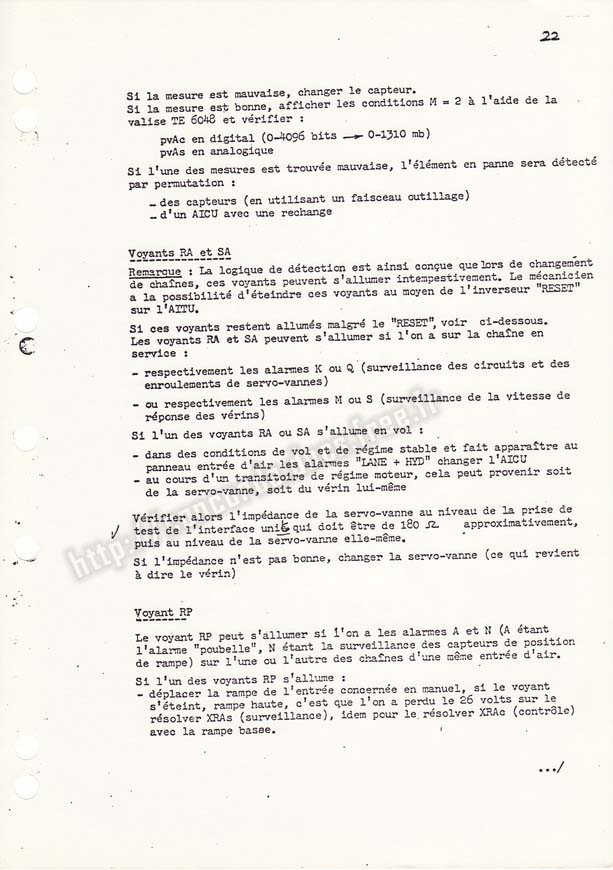 22
Si la mesure est mauvaise, changer le capteur.
Si la mesure est bonne, afficher les conditions M = 2 à l'aide de la
valise TE 6048 et vérifier :
pvAc en digital (0-4096 bits → 0-1310 mb)
pvAs en analogique
Si l'une des mesures est trouvée mauvaise, l'élément en panne sera détecté
par permutation :
- des capteurs (en utilisant un faisceau outillage)
- d'un AICU avec une rechange
Voyants RA et SA
Remarque : La logique de détection est ainsi conçue que lors de changement
de chaînes, ces voyants peuvent s'allumer intempestivement. Le mécanicien
a la possibilité d'éteindre ces voyants au moyen de l'inverseur "RESET"
sur l'AITU.
Si ces voyants restent allumés malgré le "RESET", voir ci-dessous.
Les voyants RA et SA peuvent s'allumer si l'on a sur la chaîne en
service :
- respectivement les alarmes K ou Q (surveillance des circuits et des
enroulements de servo-vannes)
- ou respectivement les alarmes M ou S (surveillance de la vitesse de
réponse des vérins)
Si l'un des voyants RA ou SA s'allume en vol :
- dans des conditions de vol et de régime stable et fait apparaître au
panneau entrée d'air les alarmes "LANE + HYD" changer l'AICU
- au cours d'un transitoire de régime moteur, cela peut provenir soit
de la servo-vanne, soit du vérin lui-même
Vérifier alors l'impédance de la servo-vanne au niveau de la prise de
test de l'interface unit qui doit être de 180 Ω approximativement,
puis au niveau de la servo-vanne elle-même.
Si l'impédance n'est pas bonne, changer la servo-vanne (ce qui revient
à dire le vérin)
Voyant RP
Le voyant RP peut s'allumer si l'on a les alarmes A et N (A étant
l'alarme "poubelle", N étant la surveillance des capteurs de position
de rampe) sur l'une ou l'autre des chaînes d'une même entrée d'air.
Si l'un des voyants RP s'allume :
- déplacer la rampe de l'entrée concernée en manuel, si le voyant
s'éteint, rampe haute, c'est que l'on a perdu le 26 volts sur le
résolver XRAs (surveillance), idem pour le résolver XRAc (contrôle)
avec la rampe basee.
.../